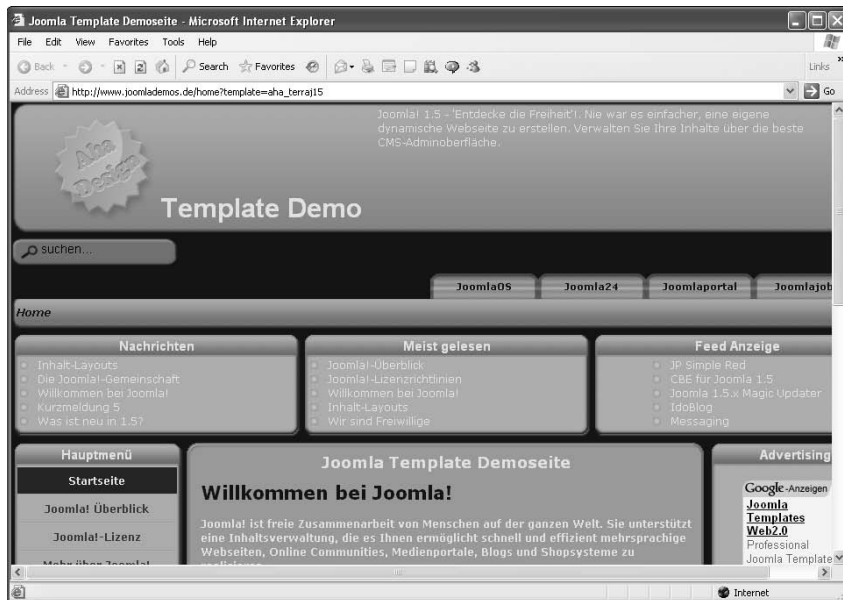 Joomla Template Demoseite - Microsoft Internet Explorer
File Edit View Favorites Tools Help
Back Search Favorites Links »
Address http://www.joomlademos.de/home?template=aha_terraj15 Go
Joomla! 1.5 - 'Entdecke die Freiheit'!. Nie war es einfacher, eine eigene
dynamische Webseite zu erstellen. Verwalten Sie Ihre Inhalte über die beste
CMS-Adminoberfläche.
Aha
Design
Template Demo
suchen...
JoomlaOS Joomla24 Joomlaportal Joomlajob
Home
Nachrichten
Inhalt-Layouts
Die Joomla!-Gemeinschaft
Willkommen bei Joomla!
Kurzmeldung 5
Was ist neu in 1.5?
Meist gelesen
Joomla!-Überblick
Joomla!-Lizenzrichtlinien
Willkommen bei Joomla!
Inhalt-Layouts
Wir sind Freiwillige
Feed Anzeige
JP Simple Red
CBE für Joomla 1.5
Joomla 1.5.x Magic Updater
IdoBlog
Messaging
Hauptmenü
Startseite
Joomla! Überblick
Joomla!-Lizenz
Mehr über Joomla!
Joomla Template Demoseite
Willkommen bei Joomla!
Joomla! ist freie Zusammenarbeit von Menschen auf der ganzen Welt. Sie unterstützt
eine Inhaltsverwaltung, die es Ihnen ermöglicht schnell und effizient mehrsprachige
Webseiten, Online Communities, Medienportale, Blogs und Shopsysteme zu
realisieren.
Advertising
Google-Anzeigen
Joomla
Templates
Web2.0
Professional
Joomla Template
Internet